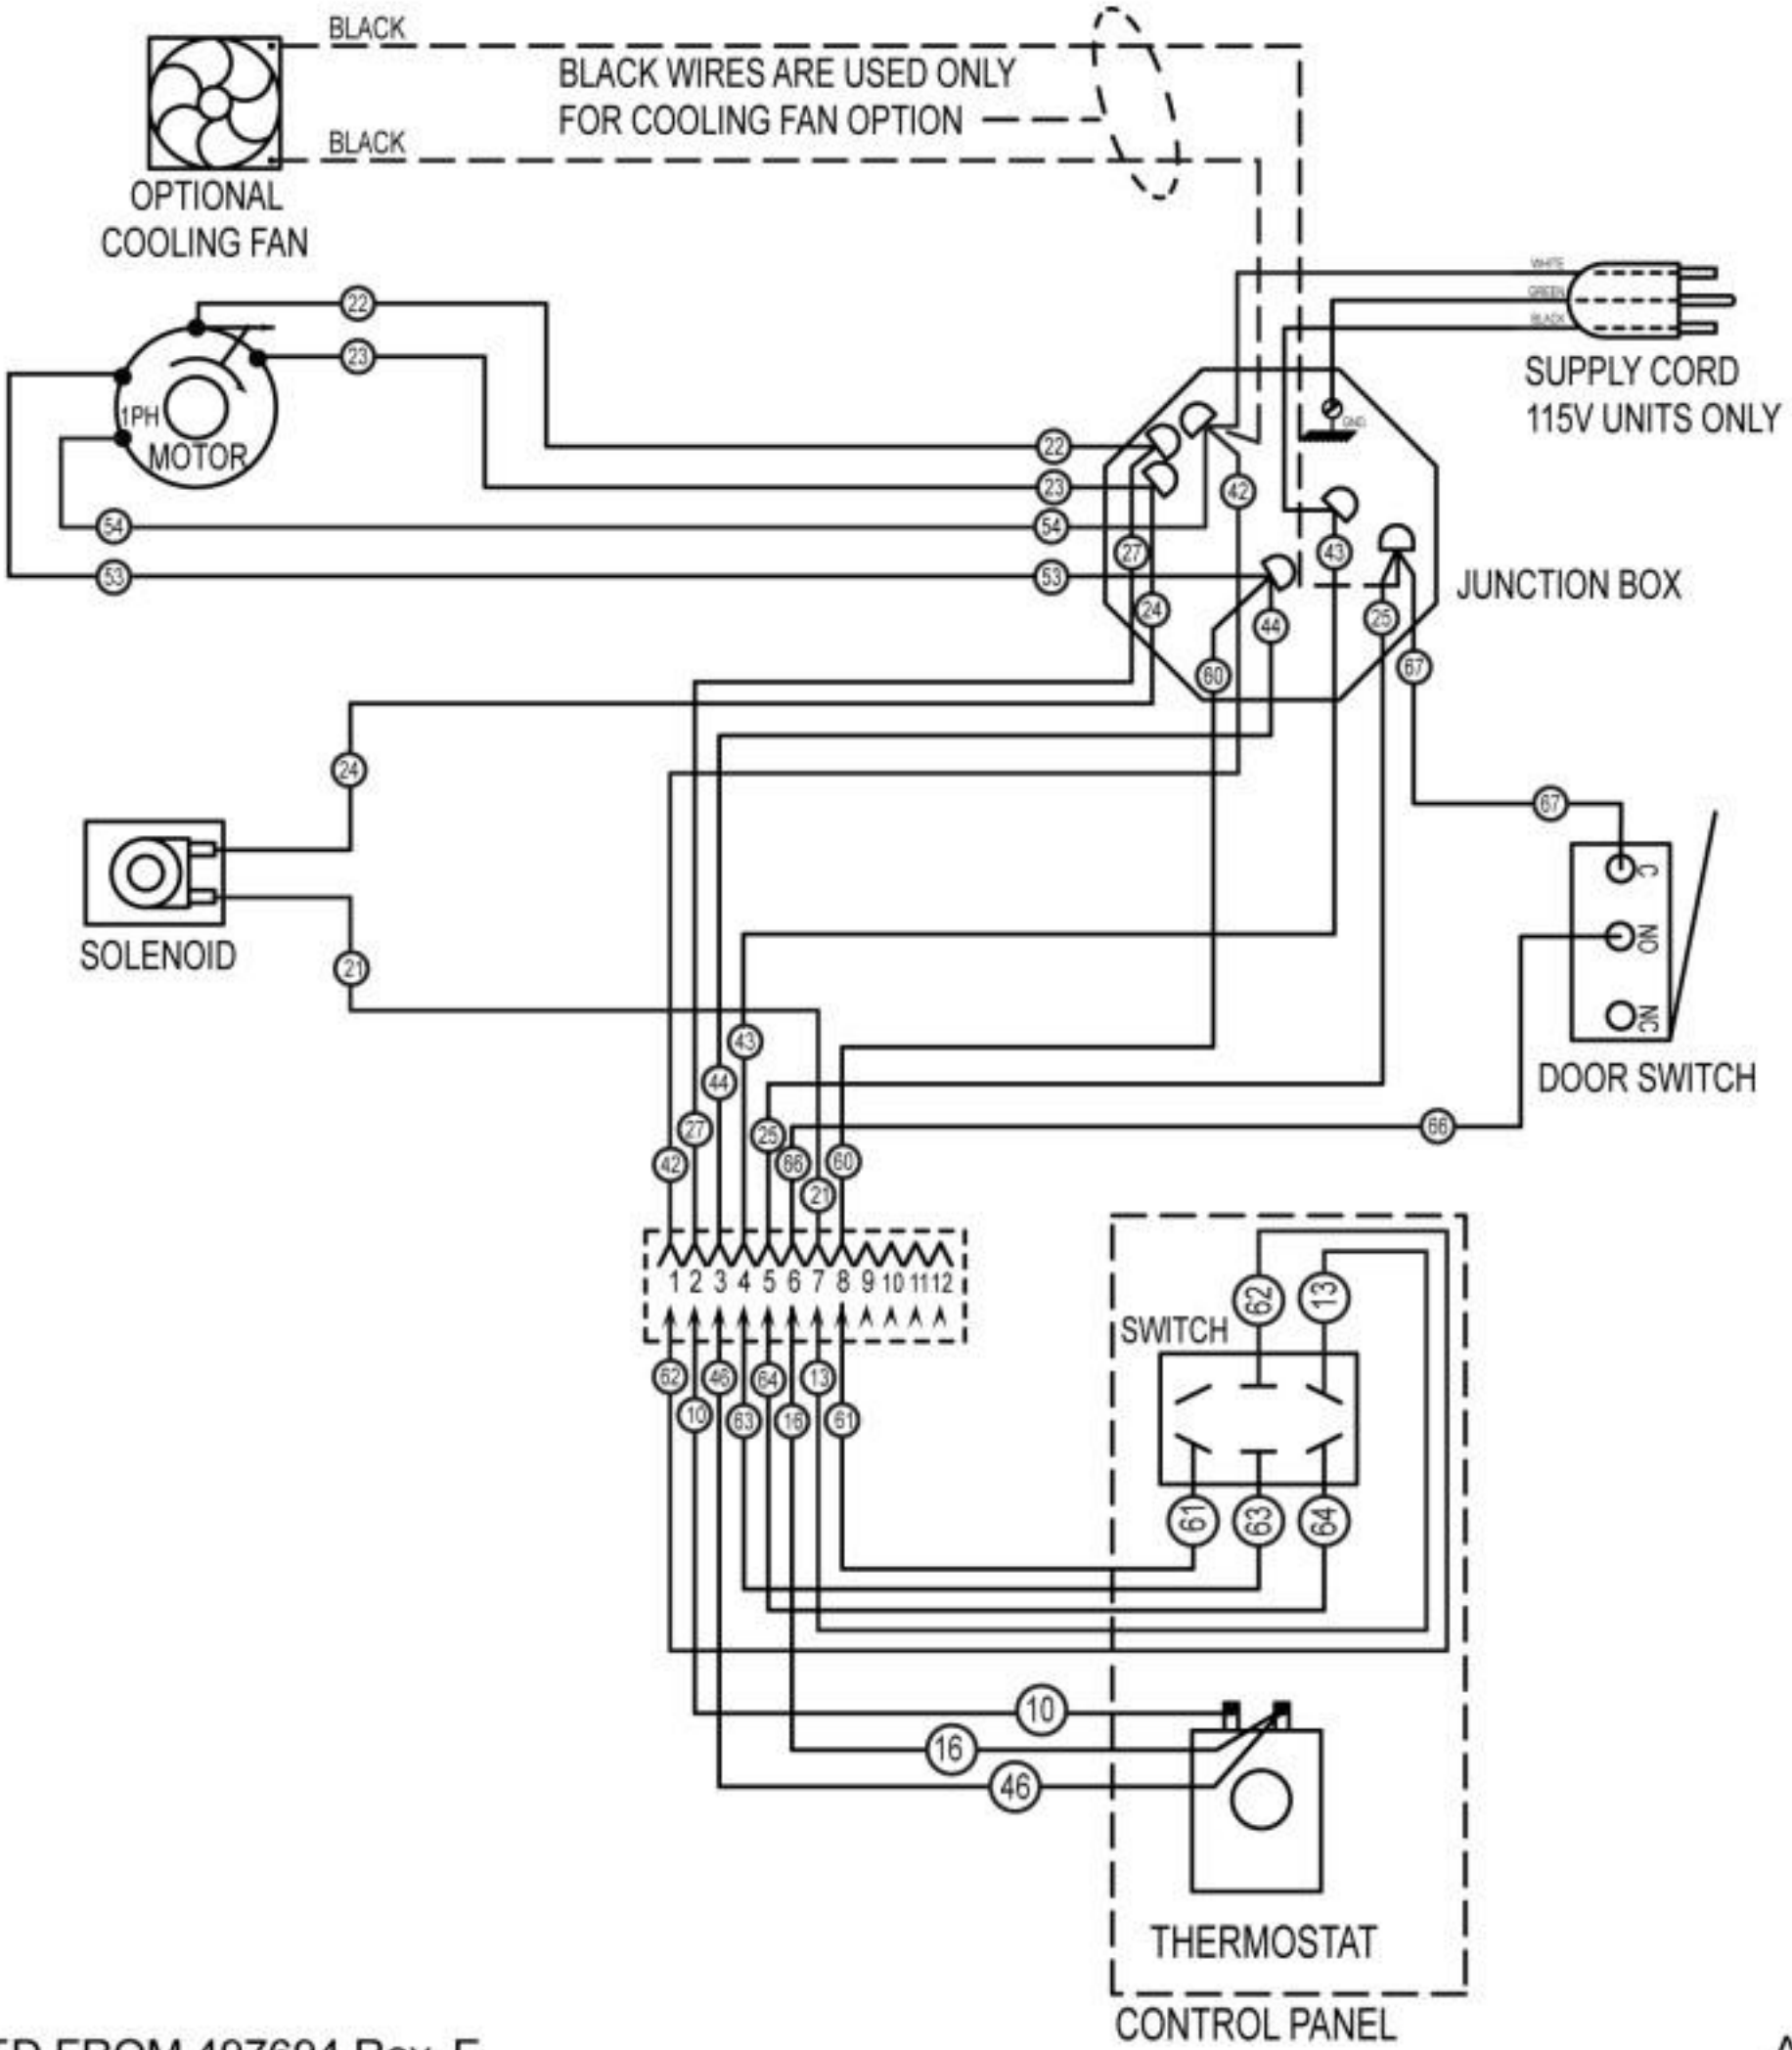 BLACK
BLACK WIRES ARE USED ONLY
FOR COOLING FAN OPTION
BLACK
OPTIONAL
COOLING FAN
WHITE
GREEN
BLACK
SUPPLY CORD
115V UNITS ONLY
22
23
1PH
MOTOR
GND
22
23
42
54
54
27
43
53
53
JUNCTION BOX
24
25
44
67
60
24
67
C
NO
NC
SOLENOID
21
43
DOOR SWITCH
44
27
25
66
42
66
60
21
1 2 3 4 5 6 7 8 9 10 11 12
62
13
SWITCH
62
46
64
13
10
63
16
61
61
63
64
10
16
46
THERMOSTAT
CONTROL PANEL